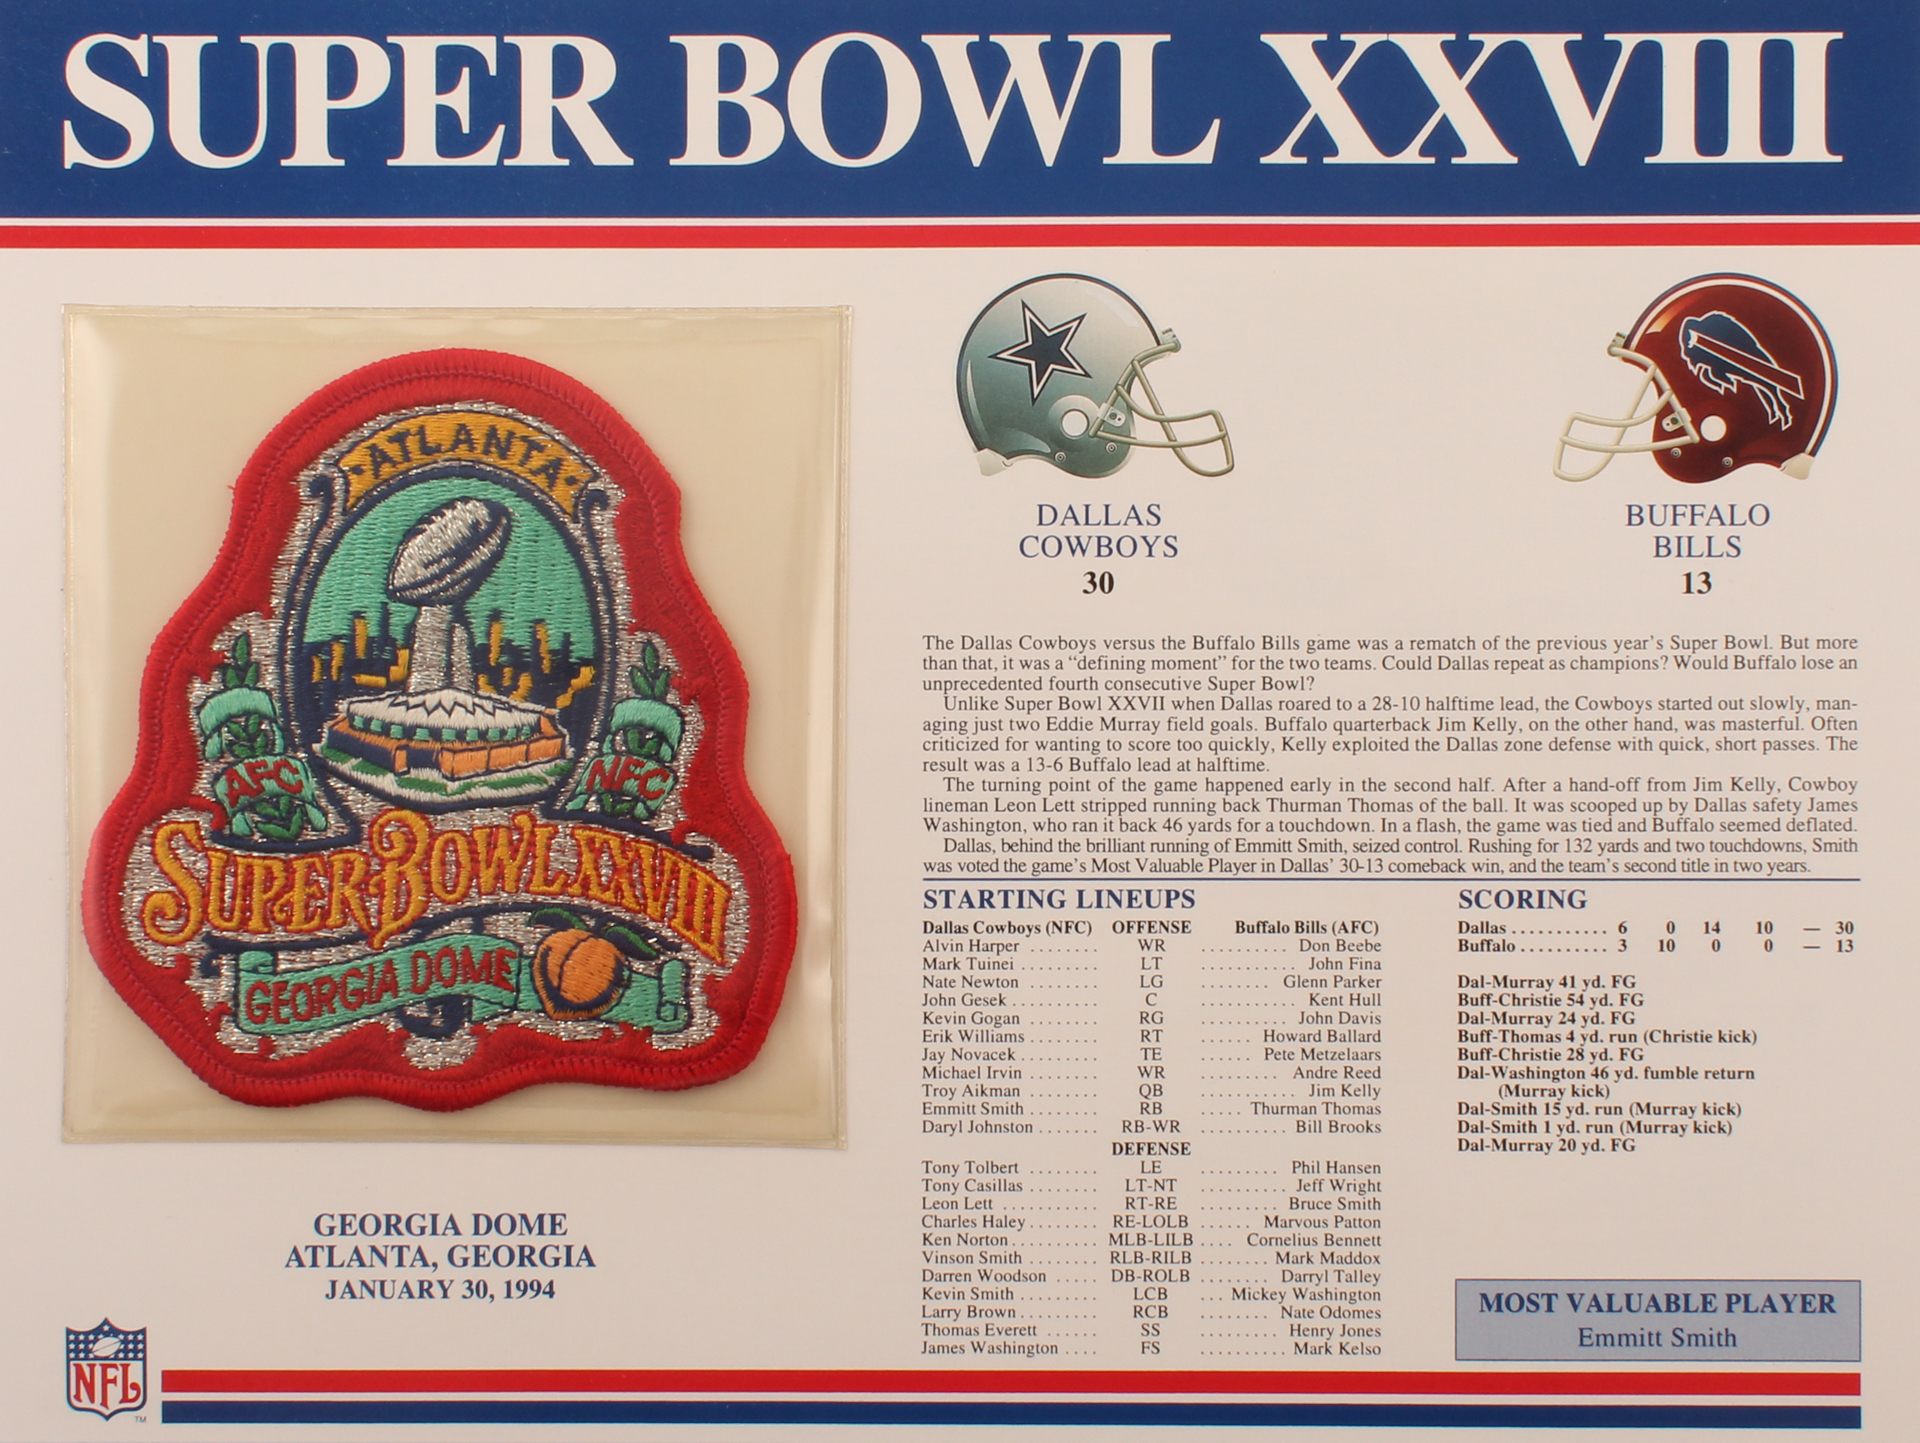 SUPER BOWL XXVIII
ATLANTA
AFC
NFC
SUPER BOWL XXVIII
GEORGIA DOME
GEORGIA DOME
ATLANTA, GEORGIA
JANUARY 30, 1994
NFL
TM
DALLAS
COWBOYS
30
BUFFALO
BILLS
13
The Dallas Cowboys versus the Buffalo Bills game was a rematch of the previous year's Super Bowl. But more
than that, it was a “defining moment” for the two teams. Could Dallas repeat as champions? Would Buffalo lose an
unprecedented fourth consecutive Super Bowl?
Unlike Super Bowl XXVII when Dallas roared to a 28-10 halftime lead, the Cowboys started out slowly, man-
aging just two Eddie Murray field goals. Buffalo quarterback Jim Kelly, on the other hand, was masterful. Often
criticized for wanting to score too quickly, Kelly exploited the Dallas zone defense with quick, short passes. The
result was a 13-6 Buffalo lead at halftime.
The turning point of the game happened early in the second half. After a hand-off from Jim Kelly, Cowboy
lineman Leon Lett stripped running back Thurman Thomas of the ball. It was scooped up by Dallas safety James
Washington, who ran it back 46 yards for a touchdown. In a flash, the game was tied and Buffalo seemed deflated.
Dallas, behind the brilliant running of Emmitt Smith, seized control. Rushing for 132 yards and two touchdowns, Smith
was voted the game's Most Valuable Player in Dallas' 30-13 comeback win, and the team's second title in two years.
STARTING LINEUPS
Dallas Cowboys (NFC) OFFENSE Buffalo Bills (AFC)
Alvin Harper ........ WR .......... Don Beebe
Mark Tuinei ......... LT ........... John Fina
Nate Newton ........ LG ........ Glenn Parker
John Gesek .......... C .......... Kent Hull
Kevin Gogan ........ RG .......... John Davis
Erik Williams ........ RT ...... Howard Ballard
Jay Novacek ......... TE ...... Pete Metzelaars
Michael Irvin ........ WR ......... Andre Reed
Troy Aikman ........ QB ........... Jim Kelly
Emmitt Smith ........ RB ..... Thurman Thomas
Daryl Johnston ....... RB-WR .......... Bill Brooks
DEFENSE
Tony Tolbert ........ LE ......... Phil Hansen
Tony Casillas ........ LT-NT .......... Jeff Wright
Leon Lett ........... RT-RE ......... Bruce Smith
Charles Haley ........ RE-LOLB ...... Marvous Patton
Ken Norton .......... MLB-LILB .... Cornelius Bennett
Vinson Smith ........ RLB-RILB ....... Mark Maddox
Darren Woodson ..... DB-ROLB ........ Darryl Talley
Kevin Smith ......... LCB ... Mickey Washington
Larry Brown ......... RCB ........ Nate Odomes
Thomas Everett ...... SS ......... Henry Jones
James Washington .... FS .......... Mark Kelso
SCORING
Dallas ........... 6 0 14 10 — 30
Buffalo .......... 3 10 0 0 — 13
Dal-Murray 41 yd. FG
Buff-Christie 54 yd. FG
Dal-Murray 24 yd. FG
Buff-Thomas 4 yd. run (Christie kick)
Buff-Christie 28 yd. FG
Dal-Washington 46 yd. fumble return
(Murray kick)
Dal-Smith 15 yd. run (Murray kick)
Dal-Smith 1 yd. run (Murray kick)
Dal-Murray 20 yd. FG
MOST VALUABLE PLAYER
Emmitt Smith